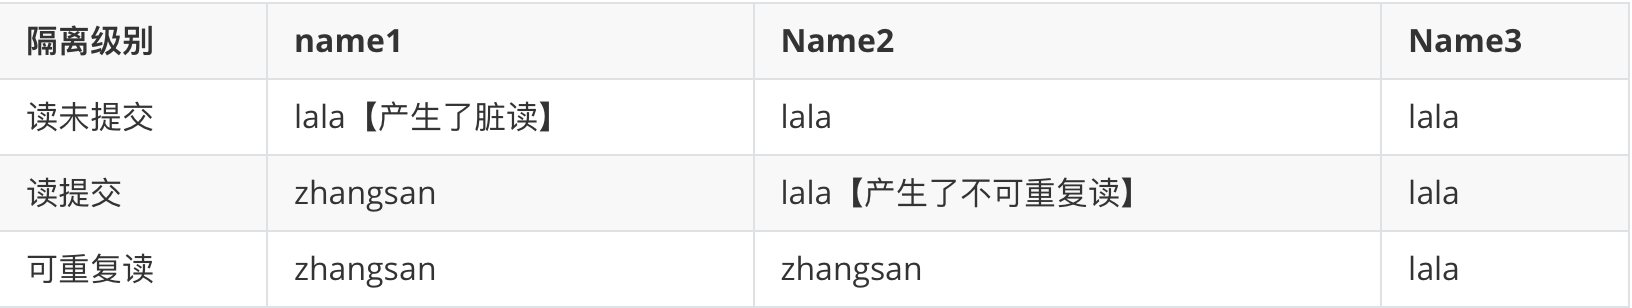 隔离级别 name1 Name2 Name3
读未提交 lala【产生了脏读】 lala lala
读提交 zhangsan lala【产生了不可重复读】 lala
可重复读 zhangsan zhangsan lala